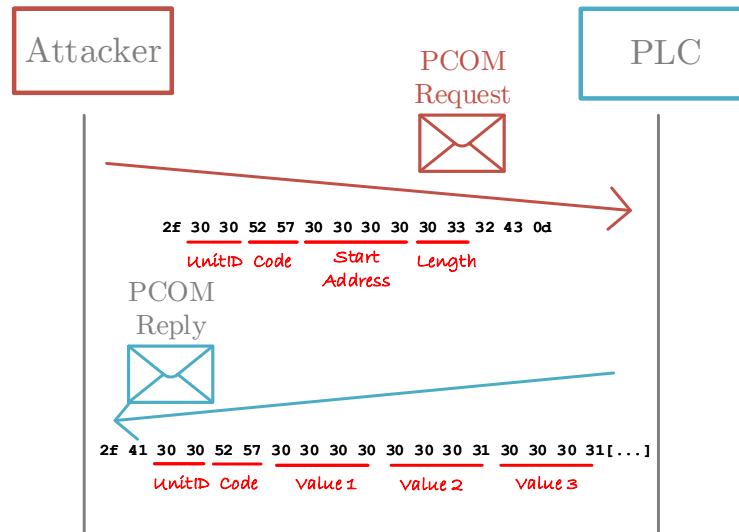 Attacker
PLC
PCOM
Request
2f 30 30 52 57 30 30 30 30 30 33 32 43 0d
UnitID Code Start Address Length
PCOM
Reply
2f 41 30 30 52 57 30 30 30 30 30 30 30 31 30 30 30 31[...]
UnitID Code Value 1 Value 2 Value 3